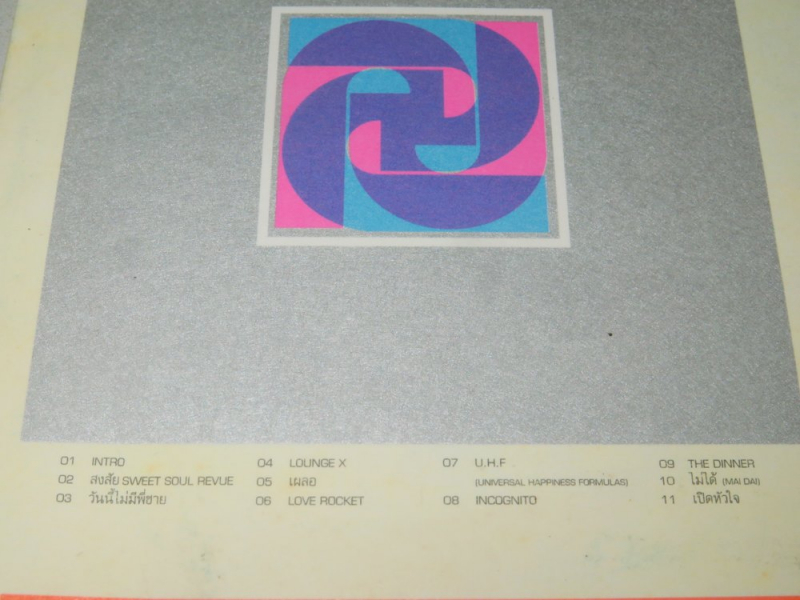 01 INTRO
02 สงสัย SWEET SOUL REVUE
03 วันนี้ไม่มีพี่ชาย
04 LOUNGE X
05 เผลอ
06 LOVE ROCKET
07 U.H.F
(UNIVERSAL HAPPINESS FORMULAS)
08 INCOGNITO
09 THE DINNER
10 ไม่ได้ (MAI DAI)
11 เปิดหัวใจ